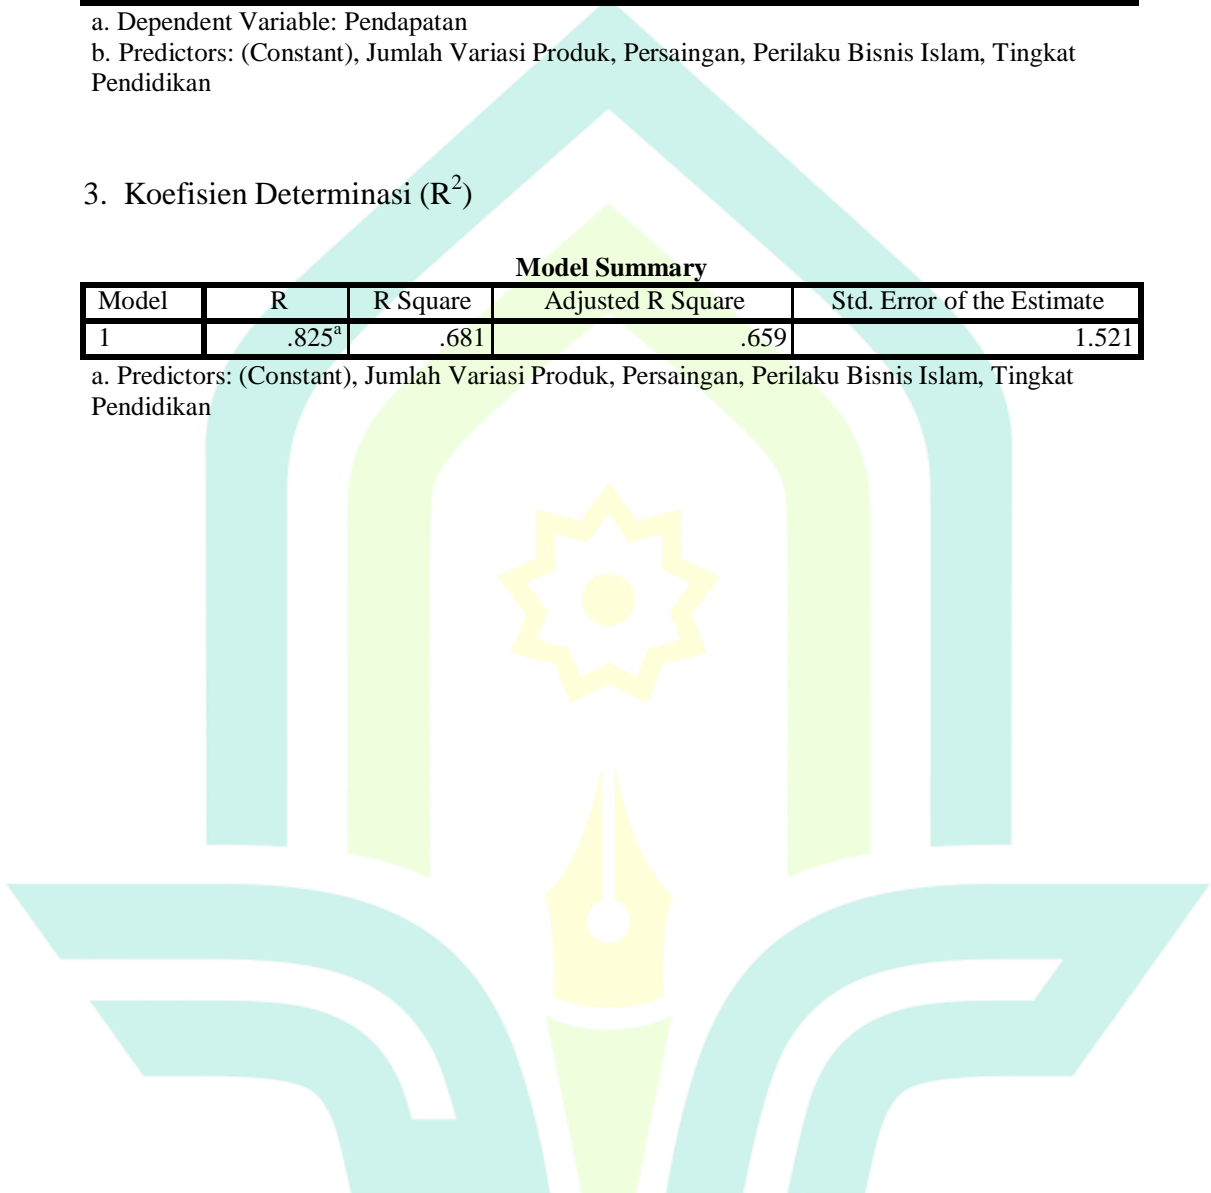 a. Dependent Variable: Pendapatan
b. Predictors: (Constant), Jumlah Variasi Produk, Persaingan, Perilaku Bisnis Islam, Tingkat
Pendidikan
3. Koefisien Determinasi (R²)
Model Summary
Model R R Square Adjusted R Square Std. Error of the Estimate
1 .825ᵃ .681 .659 1.521
a. Predictors: (Constant), Jumlah Variasi Produk, Persaingan, Perilaku Bisnis Islam, Tingkat
Pendidikan